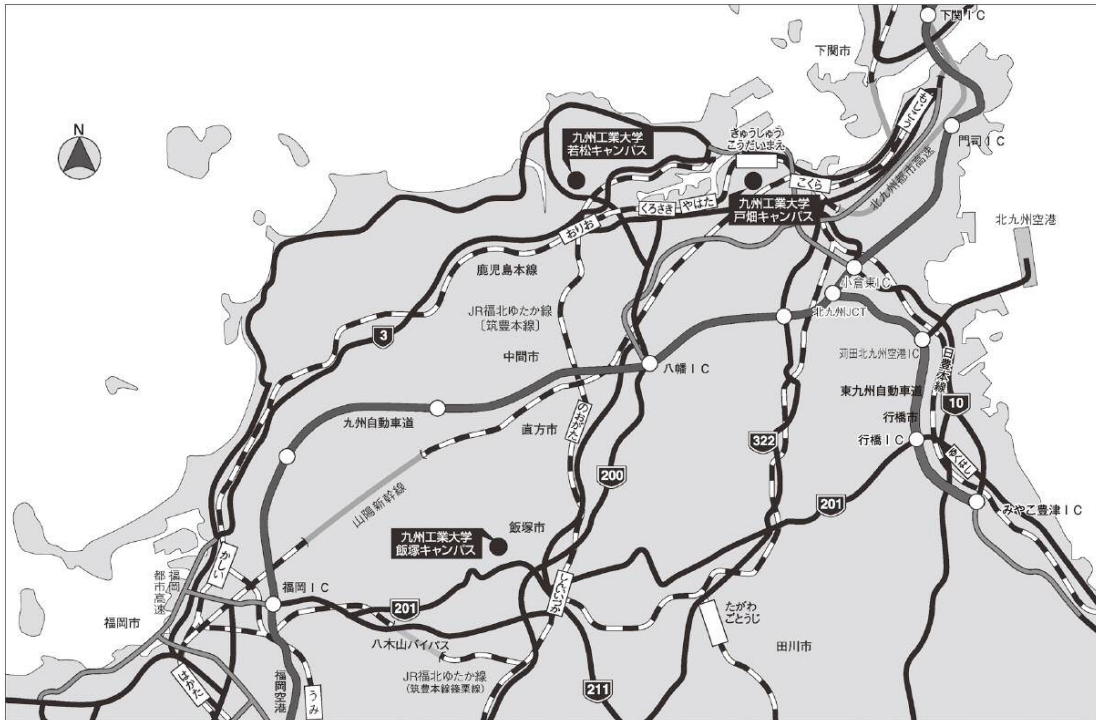 下関IC
下関市
N
もじこう
門司IC
北九州都市高速
九州工業大学
若松キャンパス
きゅうしゅう
こうだいまえ
こくら
九州工業大学
戸畑キャンパス
くろさき
やはた
おりお
北九州空港
鹿児島本線
小倉東IC
JR福北ゆたか線
〔筑豊本線〕
北九州JCT
3
中間市
苅田北九州空港IC
日豊本線
八幡IC
東九州自動車道
九州自動車道
のおがた
直方市
10
行橋市
行橋IC
322
200
ゆくはし
山陽新幹線
201
みやこ豊津IC
九州工業大学
飯塚キャンパス
飯塚市
かしい
福岡
都市高速
福岡IC
しんいいづか
201
たがわ
ごとうじ
福岡市
八木山バイパス
田川市
はかた
福岡空港
うみ
JR福北ゆたか線
(筑豊本線篠栗線)
211